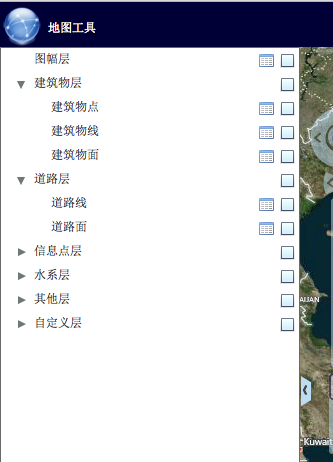 地图工具
图幅层
建筑物层
建筑物点
建筑物线
建筑物面
道路层
道路线
道路面
信息点层
水系层
其他层
自定义层
AIJAN
Kuwait